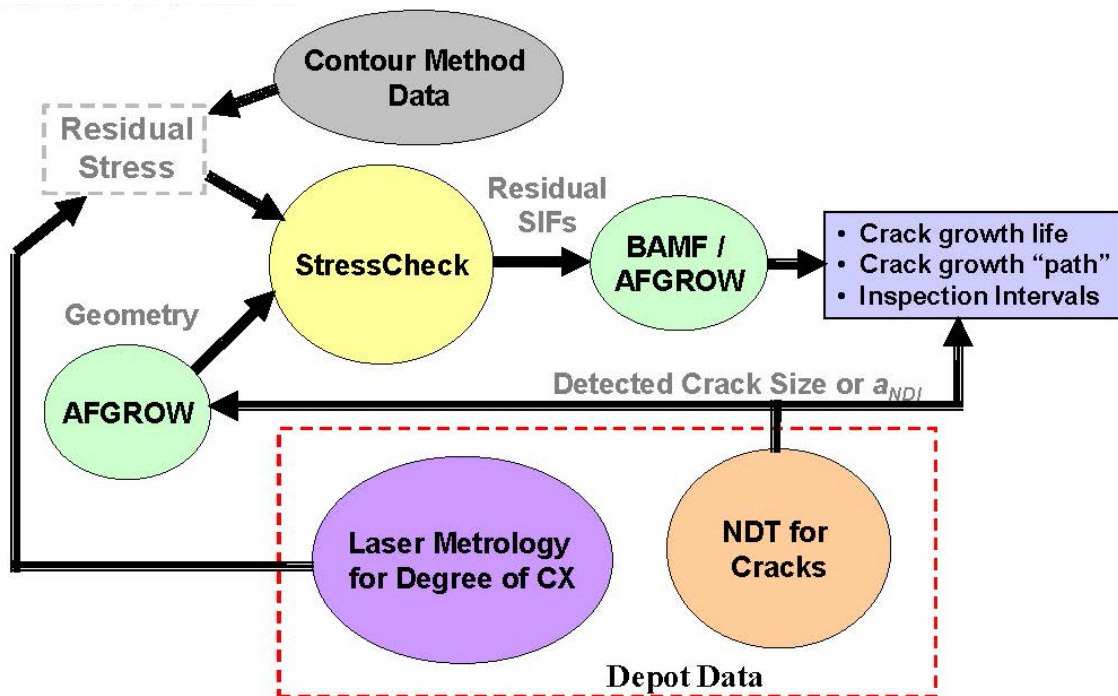 Contour Method
Data
Residual
Stress
Residual
SIFs
StressCheck
BAMF /
AFGROW
• Crack growth life
• Crack growth “path”
• Inspection Intervals
Geometry
AFGROW
Detected Crack Size or aNDI
Laser Metrology
for Degree of CX
NDT for
Cracks
Depot Data